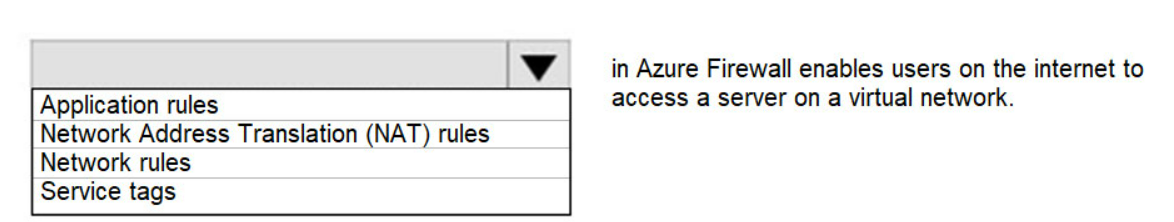 in Azure Firewall enables users on the internet to
access a server on a virtual network.
Application rules
Network Address Translation (NAT) rules
Network rules
Service tags